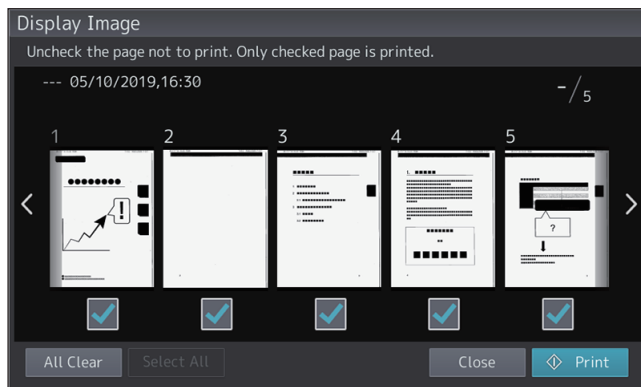 Display Image
Uncheck the page not to print. Only checked page is printed.
--- 05/10/2019,16:30
-/5
1 2 3 4 5
!
1.
?
All Clear Select All Close Print